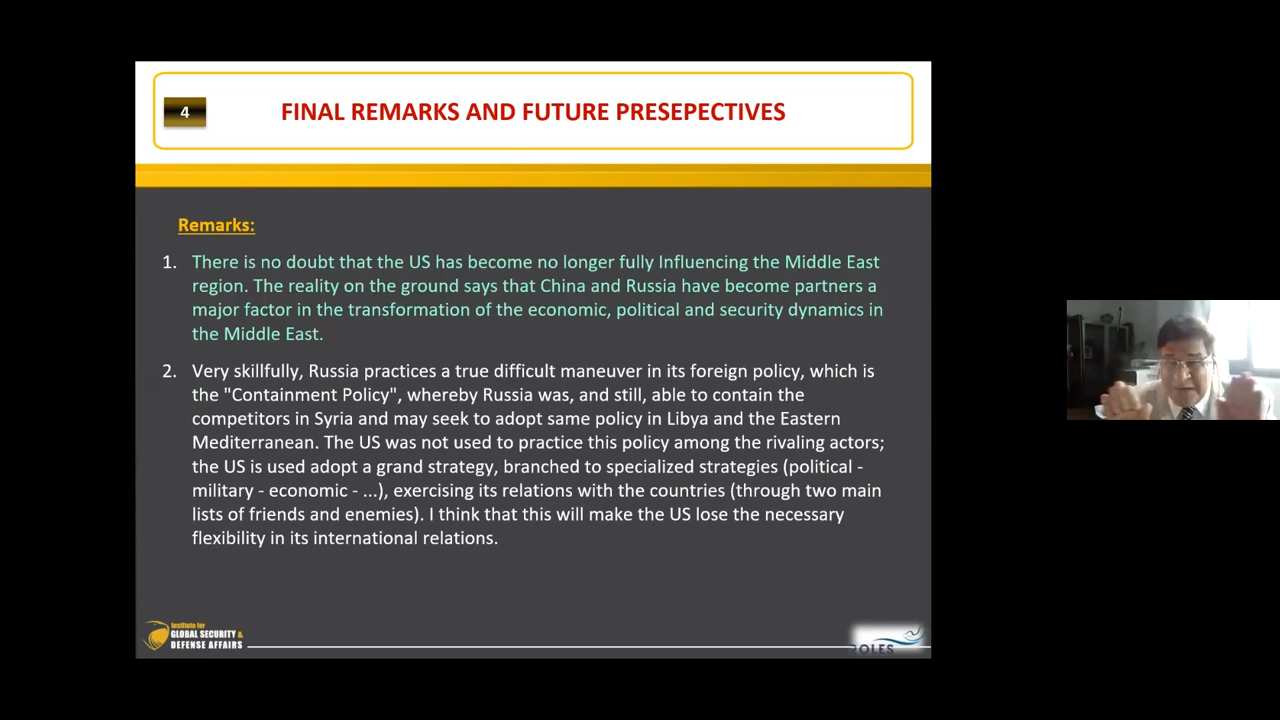 4
FINAL REMARKS AND FUTURE PRESEPECTIVES
Remarks:
1. There is no doubt that the US has become no longer fully Influencing the Middle East
region. The reality on the ground says that China and Russia have become partners a
major factor in the transformation of the economic, political and security dynamics in
the Middle East.
2. Very skillfully, Russia practices a true difficult maneuver in its foreign policy, which is
the "Containment Policy", whereby Russia was, and still, able to contain the
competitors in Syria and may seek to adopt same policy in Libya and the Eastern
Mediterranean. The US was not used to practice this policy among the rivaling actors;
the US is used adopt a grand strategy, branched to specialized strategies (political -
military - economic - ...), exercising its relations with the countries (through two main
lists of friends and enemies). I think that this will make the US lose the necessary
flexibility in its international relations.
Institute for
GLOBAL SECURITY &
DEFENSE AFFAIRS
ROLES